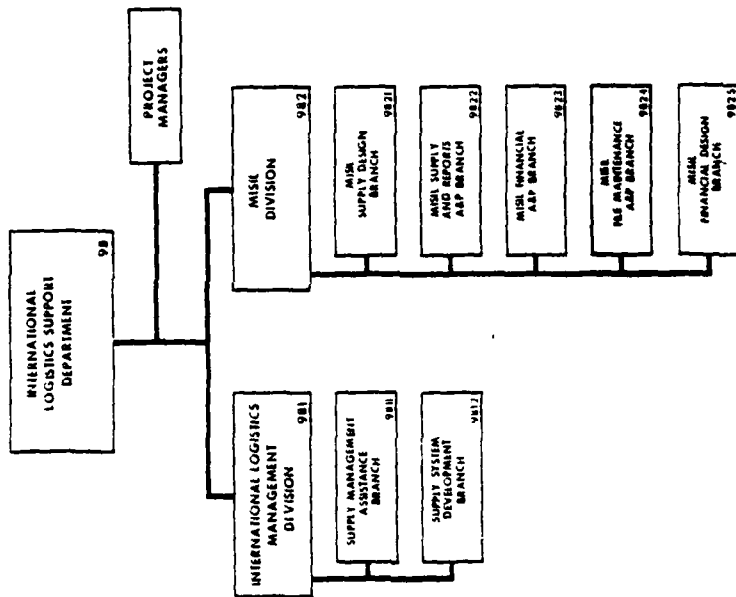 INTERNATIONAL
LOGISTICS SUPPORT
DEPARTMENT
98
PROJECT
MANAGERS
INTERNATIONAL LOGISTICS
MANAGEMENT
DIVISION
981
SUPPLY MANAGEMENT
ASSISTANCE
BRANCH
9811
SUPPLY SYSTEM
DEVELOPMENT
BRANCH
9812
MISIL
DIVISION
982
MISIL
SUPPLY DESIGN
BRANCH
9821
MISIL SUPPLY
AND REPORTS
A&P BRANCH
9822
MISIL FINANCIAL
A&P BRANCH
9823
MISIL
FILE MAINTENANCE
A&P BRANCH
9824
MISIL
FINANCIAL DESIGN
BRANCH
9825